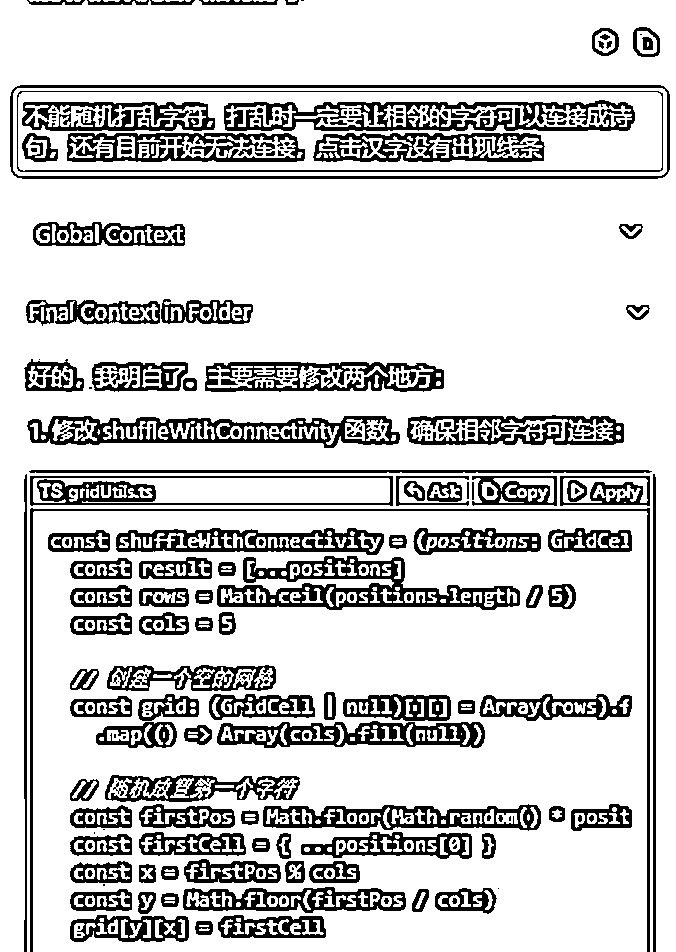 不能随机打乱字符，打乱时一定要让相邻的字符可以连接成诗
句，还有目前开始无法连接，点击汉字没有出现线条
Global Context
Final Context in Folder
好的，我明白了。主要需要修改两个地方：
1. 修改 shuffleWithConnectivity 函数，确保相邻字符可连接：
TS gridUtils.ts
Ask
Copy
Apply
const shuffleWithConnectivity = (positions: GridCel
const result = [...positions]
const rows = Math.ceil(positions.length / 5)
const cols = 5
// 创建一个空的网格
const grid: (GridCell | null)[][] = Array(rows).f
.map(() => Array(cols).fill(null))
// 随机放置第一个字符
const firstPos = Math.floor(Math.random() * posit
const firstCell = { ...positions[0] }
const x = firstPos % cols
const y = Math.floor(firstPos / cols)
grid[y][x] = firstCell